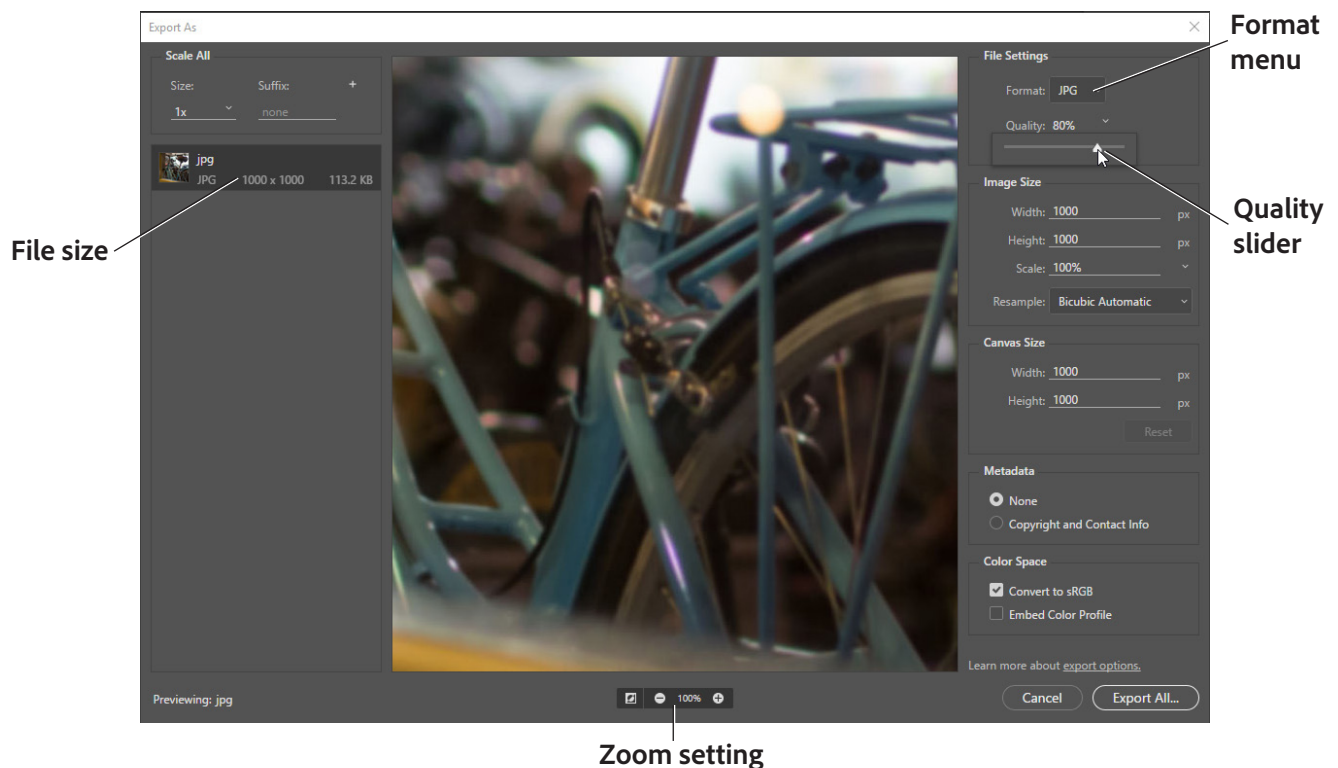 Export As
Format
menu
Scale All
Size:
Suffix:
+
1x
none
jpg
JPG 1000 x 1000 113.2 KB
File size
File Settings
Format: JPG
Quality: 80%
Quality
slider
Image Size
Width: 1000 px
Height: 1000 px
Scale: 100%
Resample: Bicubic Automatic
Canvas Size
Width: 1000 px
Height: 1000 px
Reset
Metadata
None
Copyright and Contact Info
Color Space
Convert to sRGB
Embed Color Profile
Learn more about export options.
Previewing: jpg
100%
Cancel
Export All...
Zoom setting